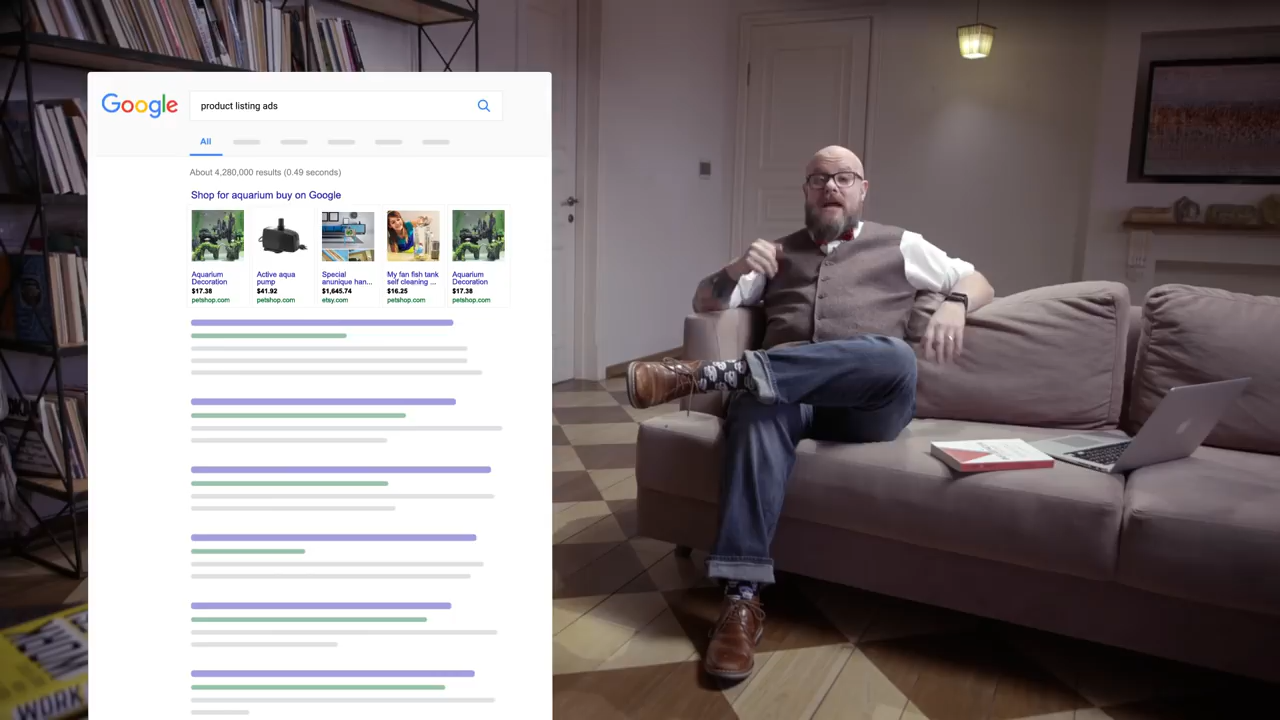 Google
product listing ads
All
About 4,280,000 results (0.49 seconds)
Shop for aquarium buy on Google
Aquarium
Decoration
$17.38
petshop.com
Active aqua
pump
$41.92
petshop.com
Special
anunique han...
$1,645.74
etsy.com
My fan fish tank
self cleaning ...
$16.25
petshop.com
Aquarium
Decoration
$17.38
petshop.com
WORK